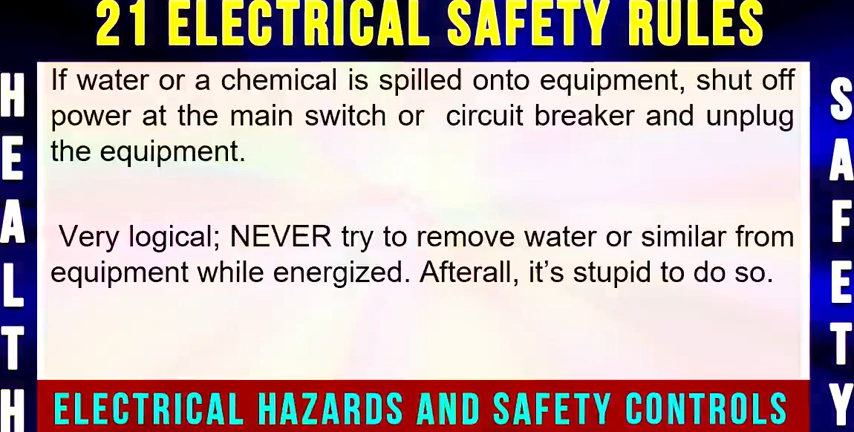 21 ELECTRICAL SAFETY RULES
If water or a chemical is spilled onto equipment, shut off
power at the main switch or  circuit breaker and unplug
the equipment.
Very logical; NEVER try to remove water or similar from
equipment while energized. Afterall, it’s stupid to do so.
HEALTH
SAFETY
ELECTRICAL HAZARDS AND SAFETY CONTROLS